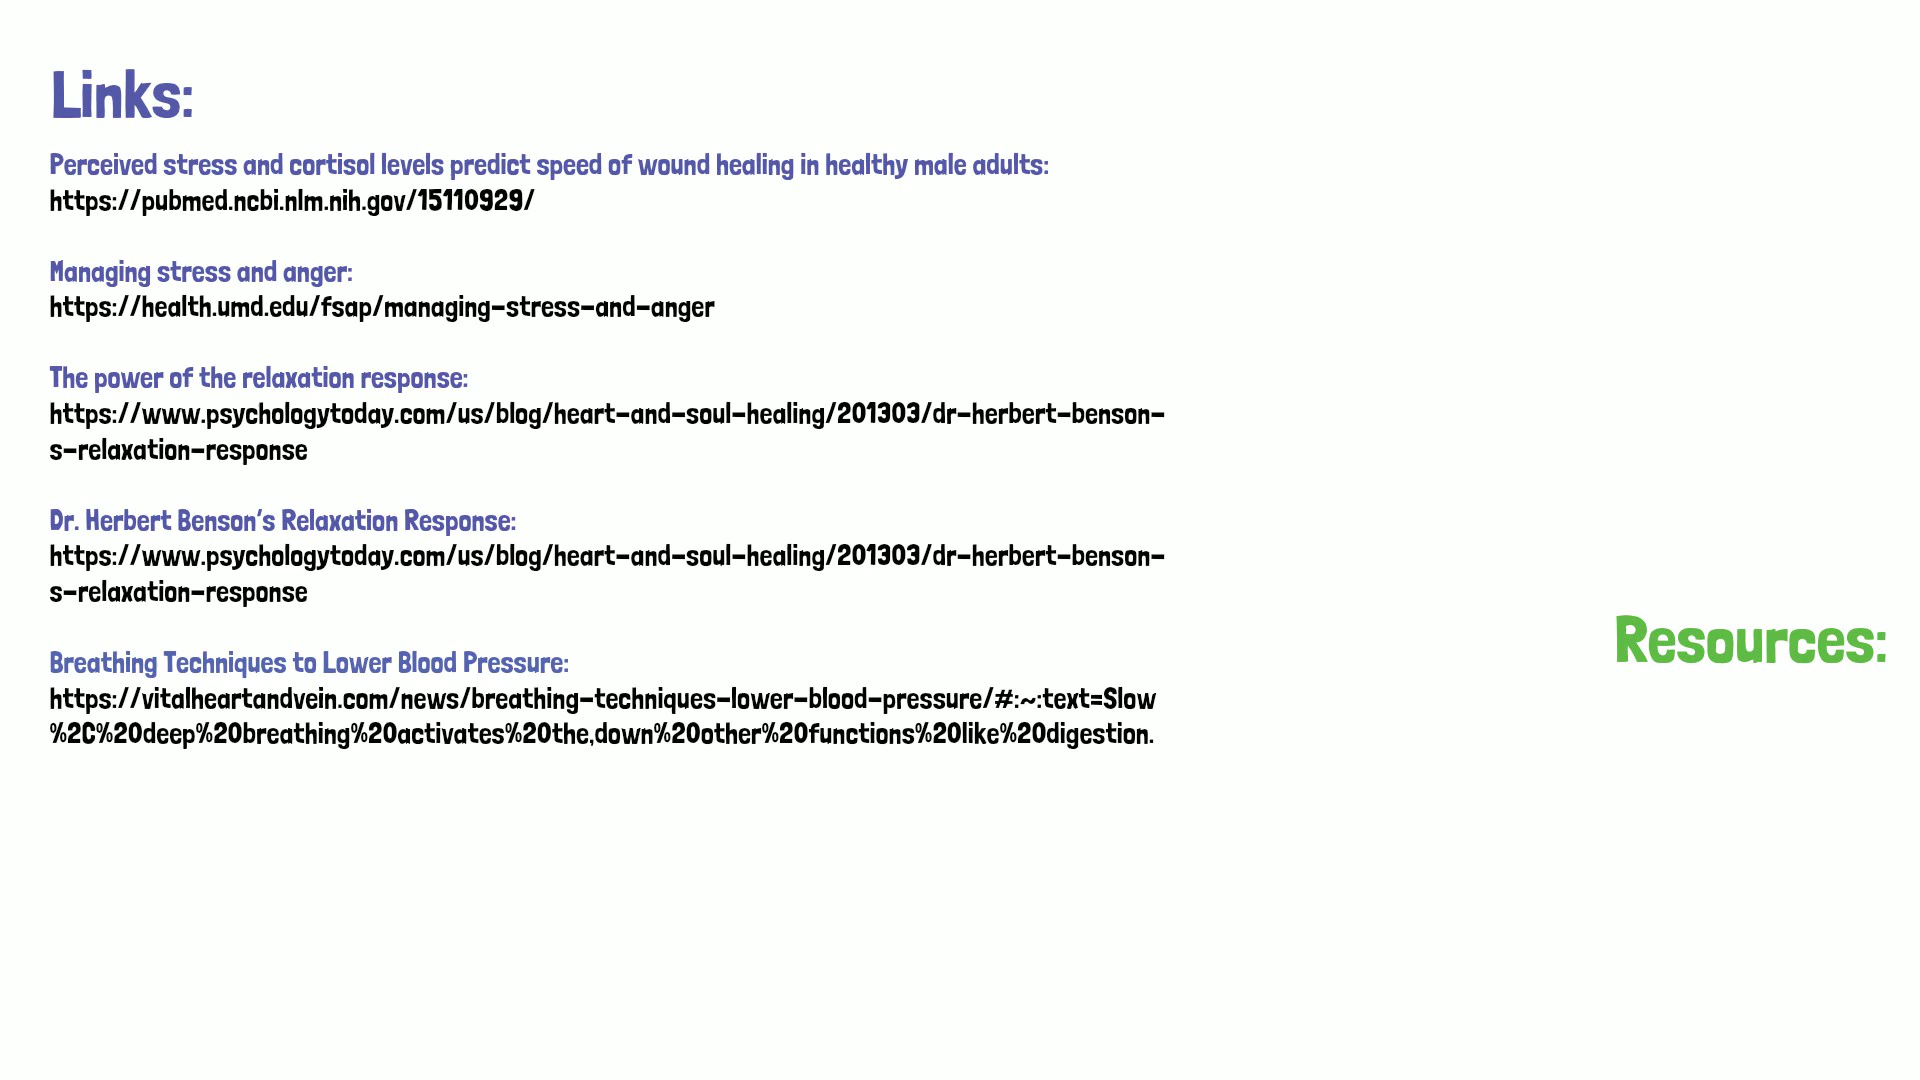 Links:
Perceived stress and cortisol levels predict speed of wound healing in healthy male adults:
https://pubmed.ncbi.nlm.nih.gov/15110929/
Managing stress and anger:
https://health.umd.edu/fsap/managing-stress-and-anger
The power of the relaxation response:
https://www.psychologytoday.com/us/blog/heart-and-soul-healing/201303/dr-herbert-benson-
s-relaxation-response
Dr. Herbert Benson's Relaxation Response:
https://www.psychologytoday.com/us/blog/heart-and-soul-healing/201303/dr-herbert-benson-
s-relaxation-response
Breathing Techniques to Lower Blood Pressure:
https://vitalheartandvein.com/news/breathing-techniques-lower-blood-pressure/#:~:text=Slow
%2C%20deep%20breathing%20activates%20the,down%20other%20functions%20like%20digestion.
Resources: